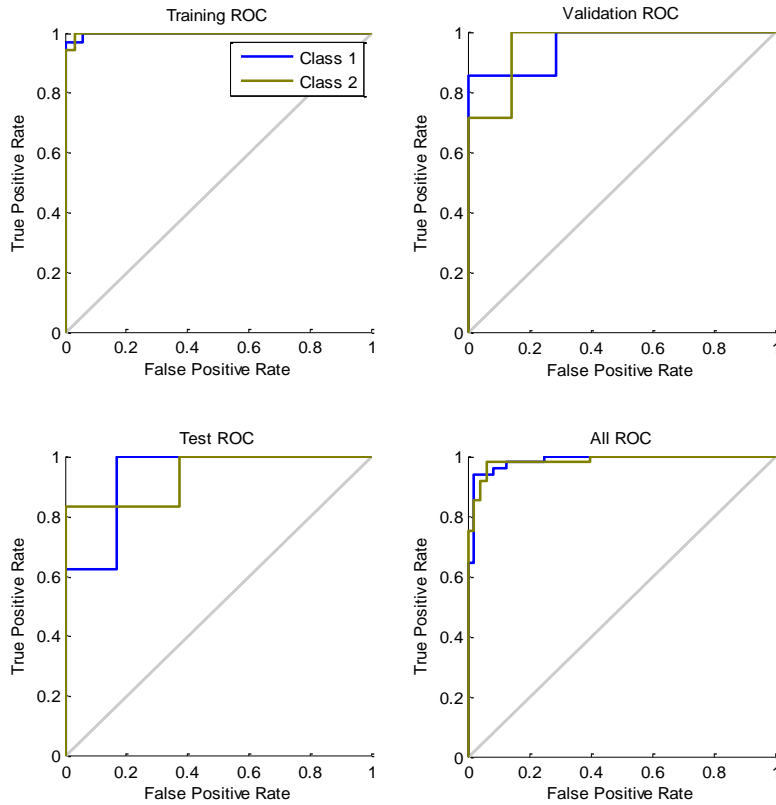 Training ROC
Class 1
Class 2
True Positive Rate
1
0.8
0.6
0.4
0.2
0
0 0.2 0.4 0.6 0.8 1
False Positive Rate
Validation ROC
True Positive Rate
1
0.8
0.6
0.4
0.2
0
0 0.2 0.4 0.6 0.8 1
False Positive Rate
Test ROC
True Positive Rate
1
0.8
0.6
0.4
0.2
0
0 0.2 0.4 0.6 0.8 1
False Positive Rate
All ROC
True Positive Rate
1
0.8
0.6
0.4
0.2
0
0 0.2 0.4 0.6 0.8 1
False Positive Rate